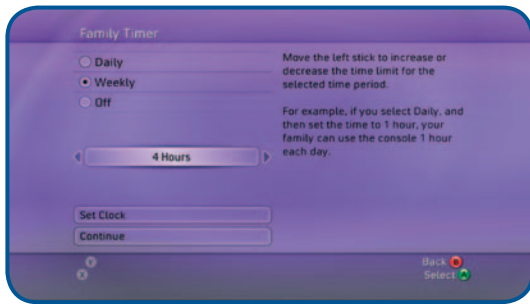 Family Timer
Daily
Weekly
Off
4 Hours
Set Clock
Continue
Move the left stick to increase or
decrease the time limit for the
selected time period.
For example, if you select Daily, and
then set the time to 1 hour, your
family can use the console 1 hour
each day.
Y
X
Back B
Select A